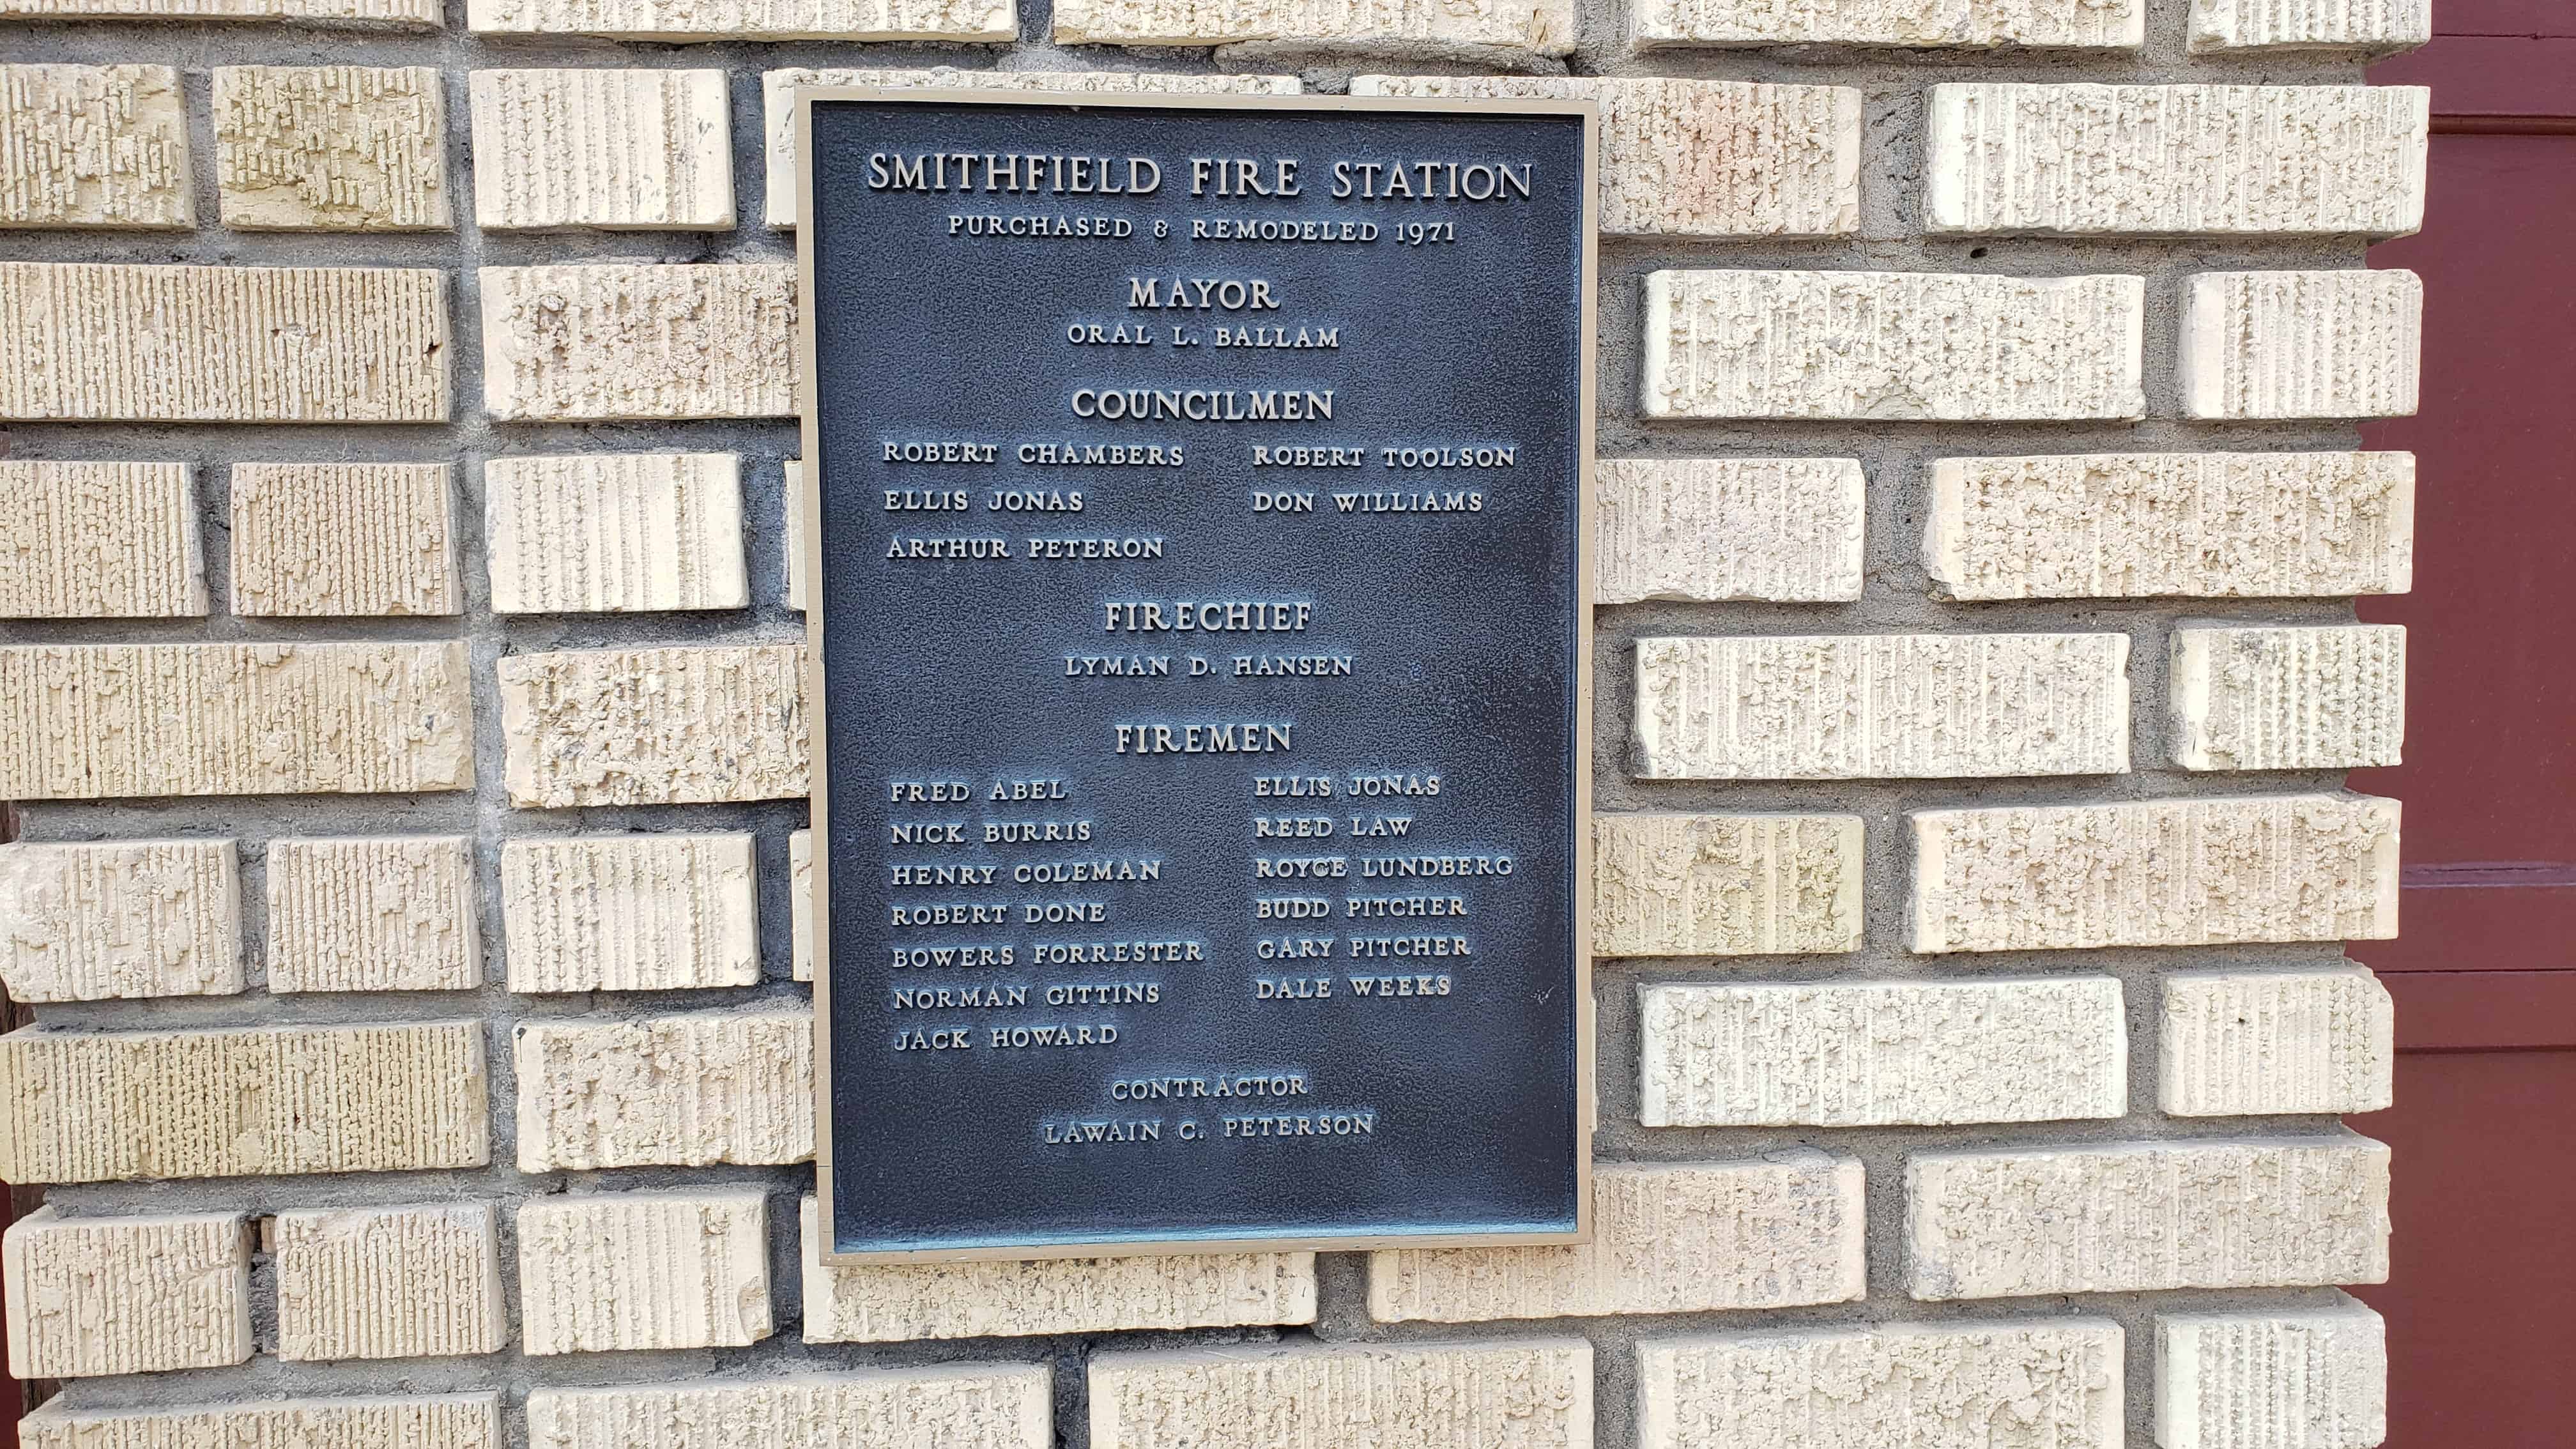 SMITHFIELD FIRE STATION
PURCHASED & REMODELED 1971
MAYOR
ORAL L. BALLAM
COUNCILMEN
ROBERT CHAMBERS ROBERT TOOLSON
ELLIS JONAS DON WILLIAMS
ARTHUR PETERON
FIRECHIEF
LYMAN D. HANSEN
FIREMEN
FRED ABEL ELLIS JONAS
NICK BURRIS REED LAW
HENRY COLEMAN ROYCE LUNDBERG
ROBERT DONE BUDD PITCHER
BOWERS FORRESTER GARY PITCHER
NORMAN GITTINS DALE WEEKS
JACK HOWARD
CONTRACTOR
LAWAIN C. PETERSON